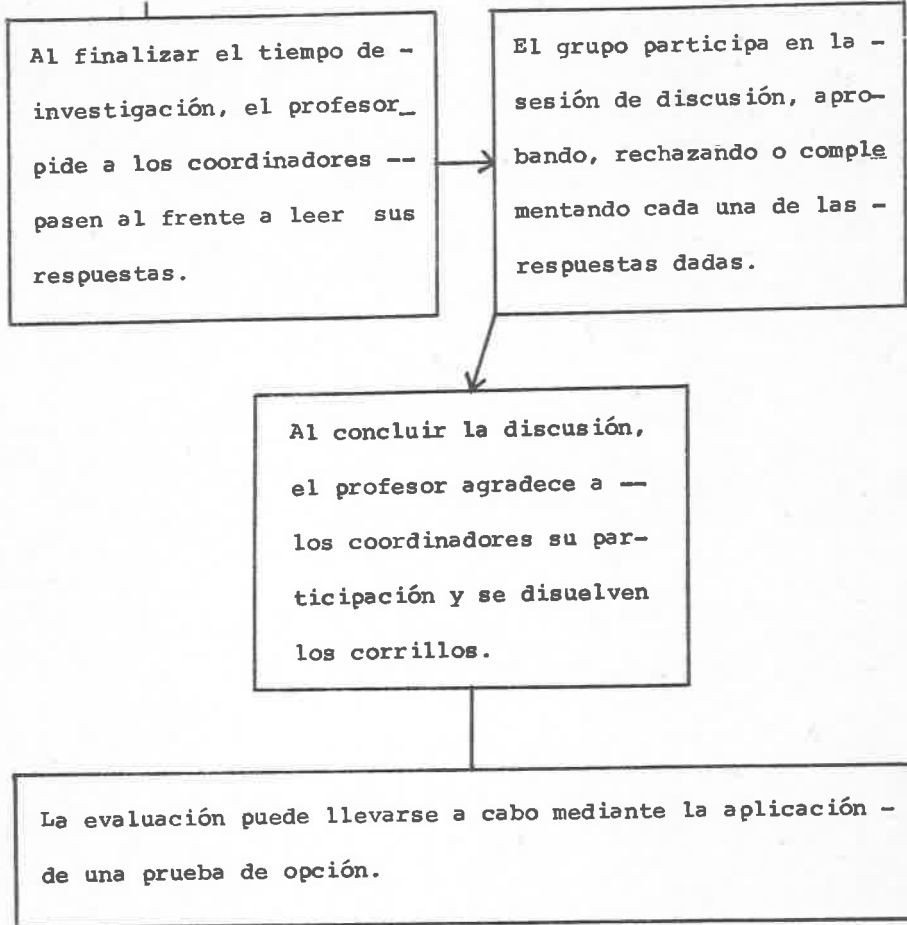 Al finalizar el tiempo de -
investigación, el profesor_
pide a los coordinadores --
pasen al frente a leer sus
respuestas.
El grupo participa en la -
sesión de discusión, apro-
bando, rechazando o comple
mentando cada una de las -
respuestas dadas.
Al concluir la discusión,
el profesor agradece a --
los coordinadores su par-
ticipación y se disuelven
los corrillos.
La evaluación puede llevarse a cabo mediante la aplicación -
de una prueba de opción.